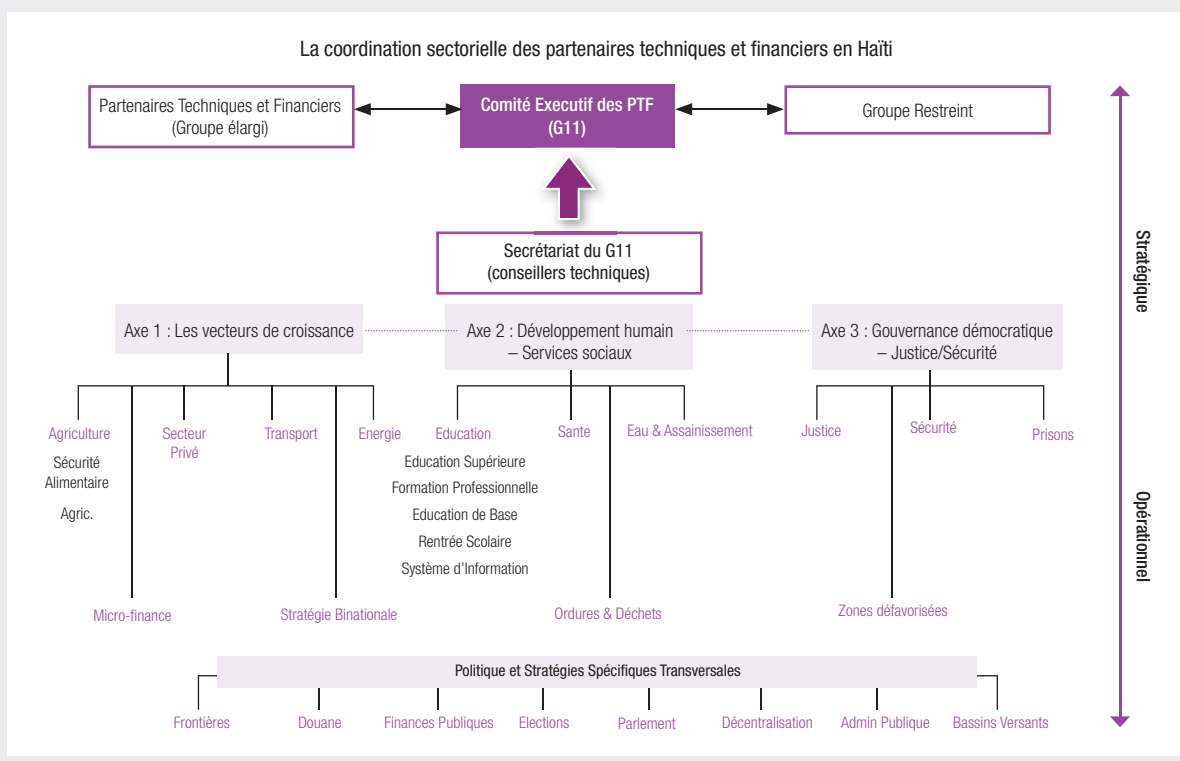 La coordination sectorielle des partenaires techniques et financiers en Haïti
Partenaires Techniques et Financiers
(Groupe élargi)
Comité Executif des PTF
(G11)
Groupe Restreint
Secrétariat du G11
(conseillers techniques)
Stratégique
Axe 1 : Les vecteurs de croissance
Axe 2 : Développement humain
– Services sociaux
Axe 3 : Gouvernance démocratique
– Justice/Sécurité
Agriculture
Sécurité
Alimentaire
Agric.
Secteur
Privé
Transport
Energie
Education
Education Supérieure
Formation Professionnelle
Education de Base
Rentrée Scolaire
Système d'Information
Sante
Eau & Assainissement
Justice
Sécurité
Prisons
Opérationnel
Micro-finance
Stratégie Binationale
Ordures & Déchets
Zones défavorisées
Politique et Stratégies Spécifiques Transversales
Frontières
Douane
Finances Publiques
Elections
Parlement
Décentralisation
Admin Publique
Bassins Versants